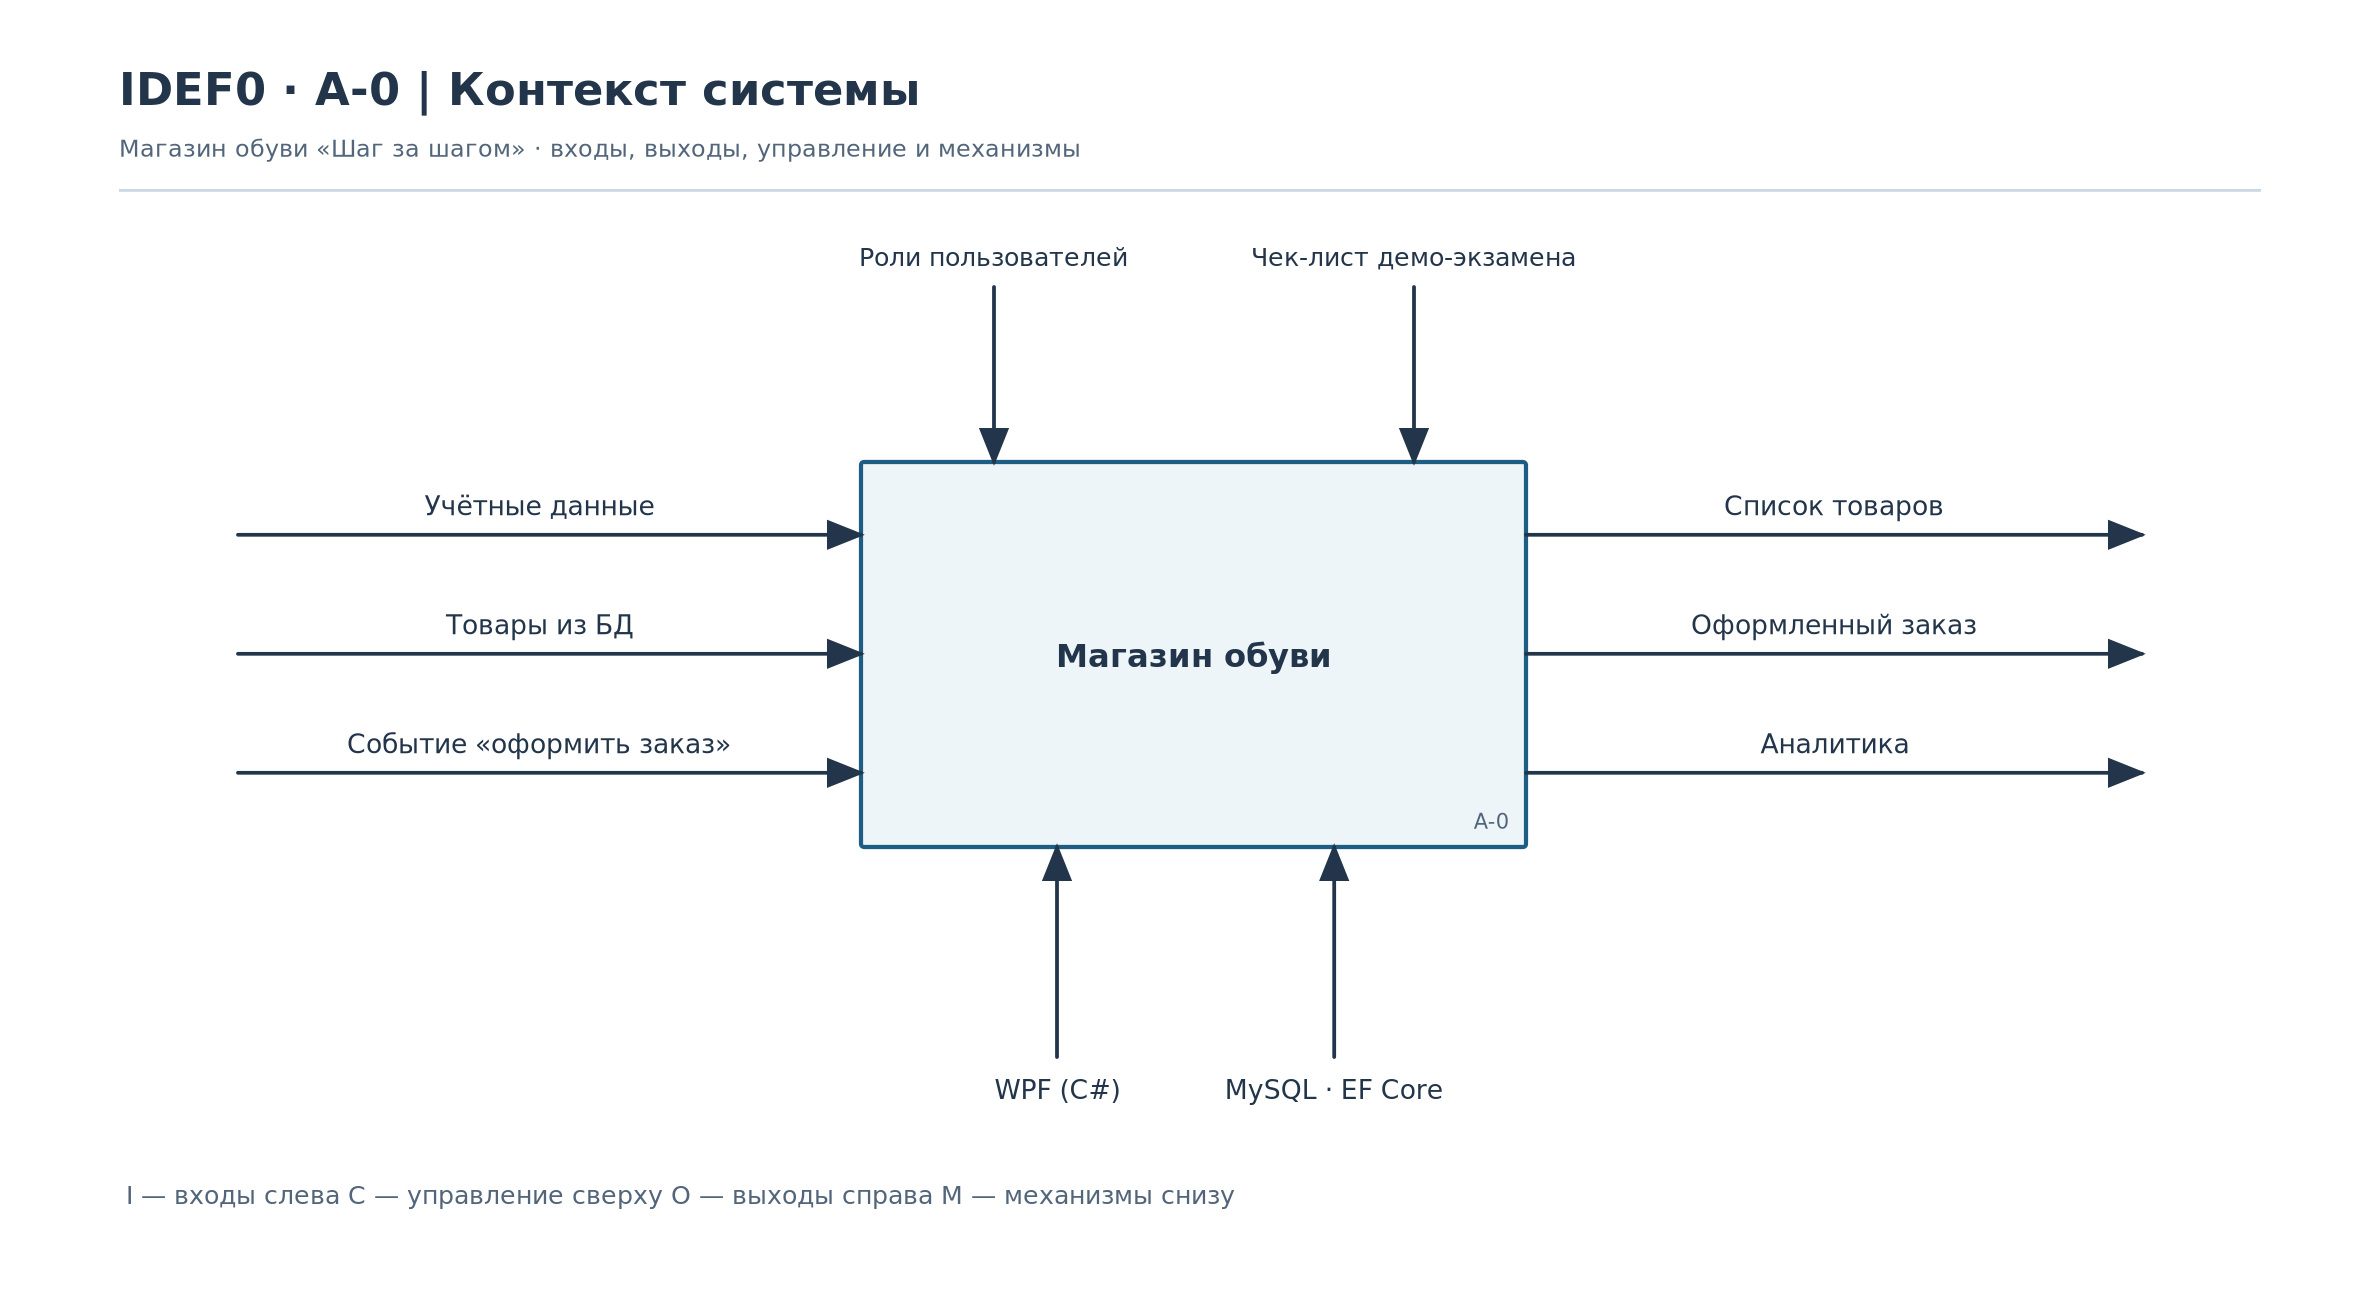 IDEF0 · A-0 | Контекст системы
Магазин обуви «Шаг за шагом» · входы, выходы, управление и механизмы
Роли пользователей
Чек-лист демо-экзамена
Учётные данные
Список товаров
Товары из БД
Оформленный заказ
Магазин обуви
Событие «оформить заказ»
Аналитика
A-0
WPF (C#)
MySQL · EF Core
I — входы слева C — управление сверху O — выходы справа M — механизмы снизу